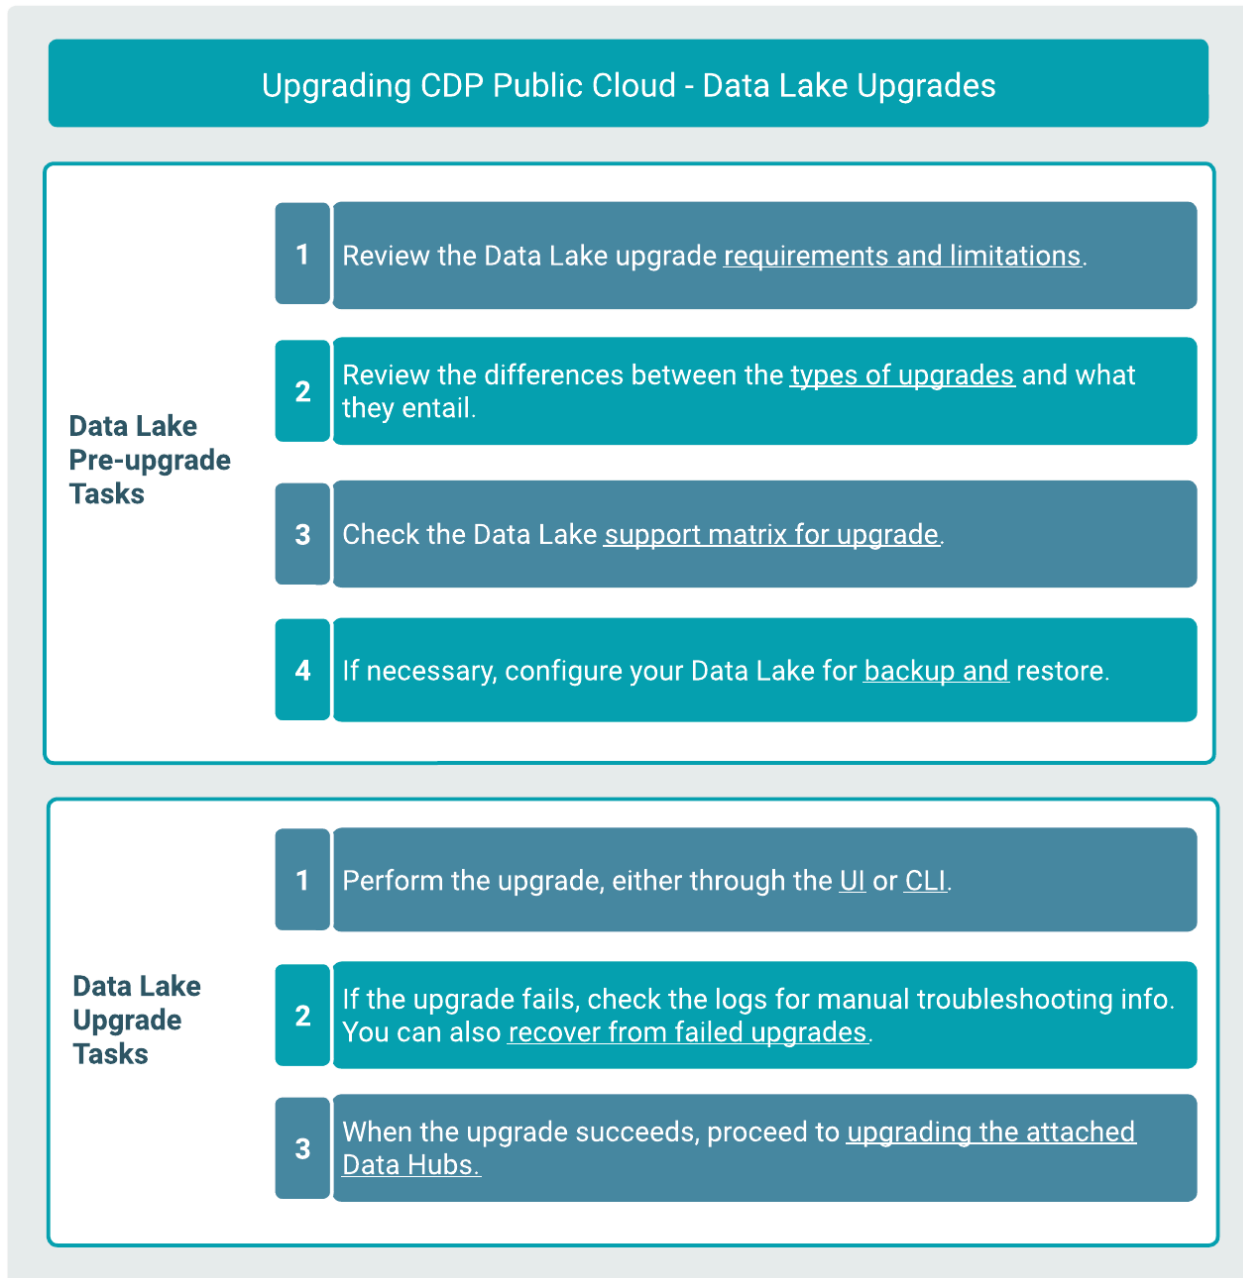 Upgrading CDP Public Cloud - Data Lake Upgrades
Data Lake
Pre-upgrade
Tasks
1
Review the Data Lake upgrade requirements and limitations.
2
Review the differences between the types of upgrades and what
they entail.
3
Check the Data Lake support matrix for upgrade.
4
If necessary, configure your Data Lake for backup and restore.
Data Lake
Upgrade
Tasks
1
Perform the upgrade, either through the UI or CLI.
2
If the upgrade fails, check the logs for manual troubleshooting info.
You can also recover from failed upgrades.
3
When the upgrade succeeds, proceed to upgrading the attached
Data Hubs.